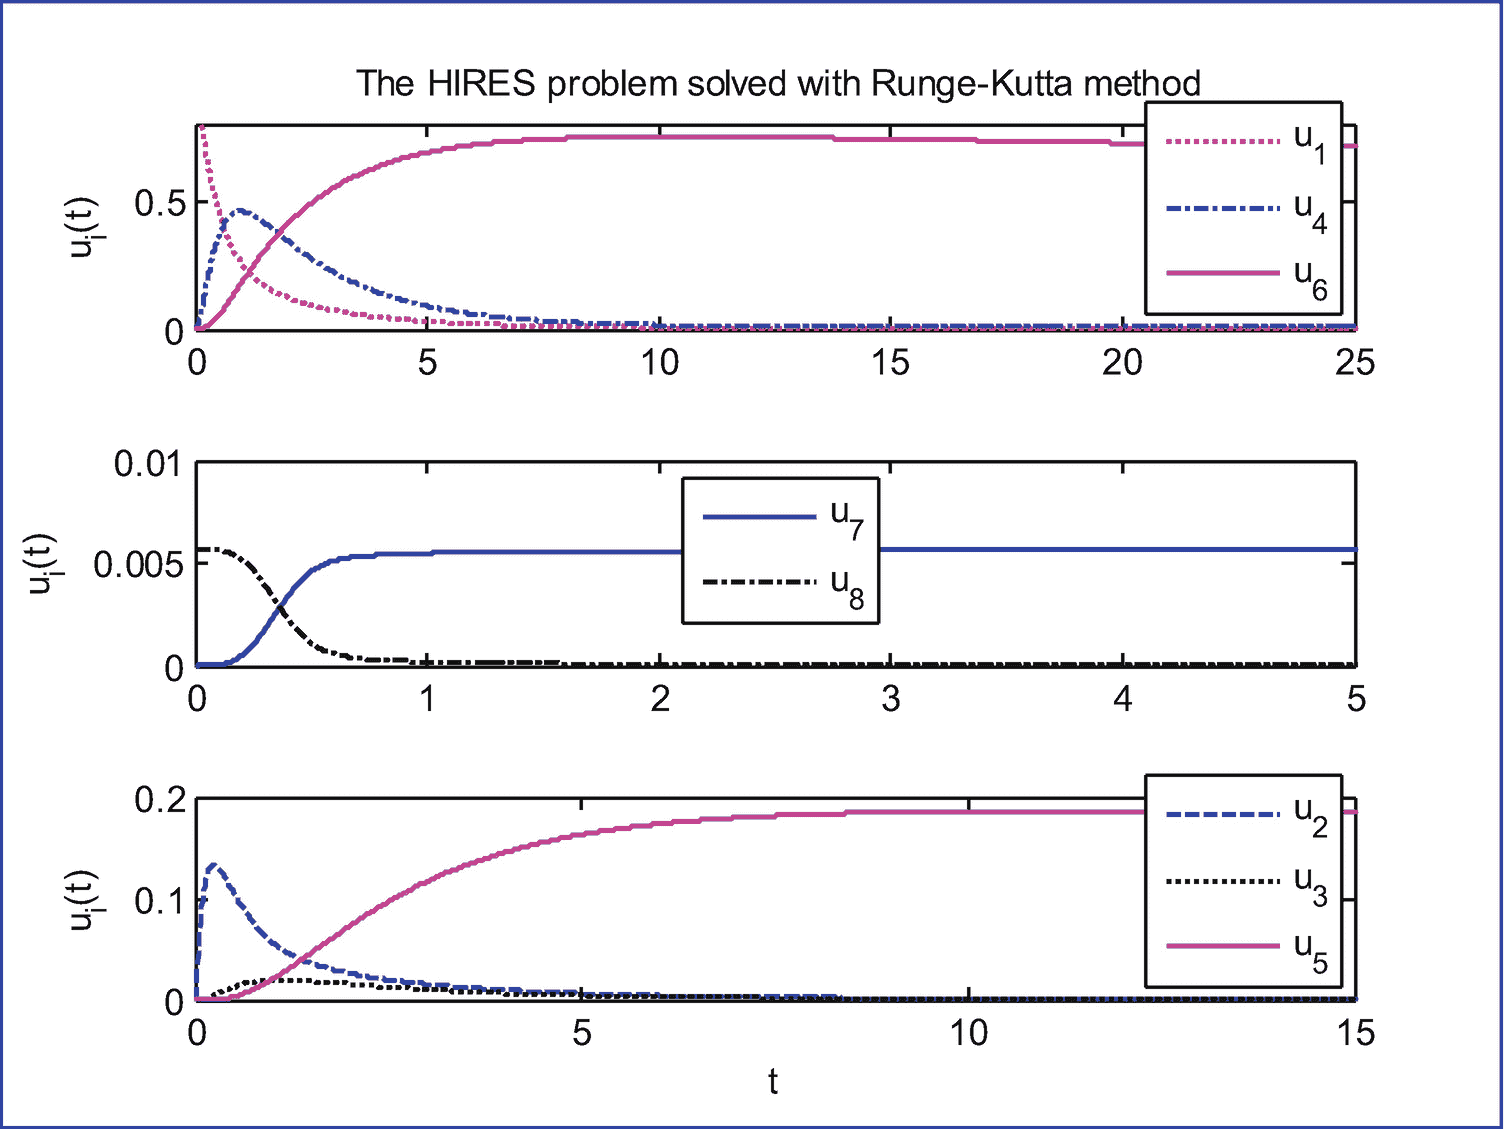 The HIRES problem solved with Runge-Kutta method
u1
u4
u6
ui(t)
0.5
0
0 5 10 15 20 25
u7
u8
ui(t)
0.01
0.005
0
0 1 2 3 4 5
u2
u3
u5
ui(t)
0.2
0.1
0
0 5 10 15
t